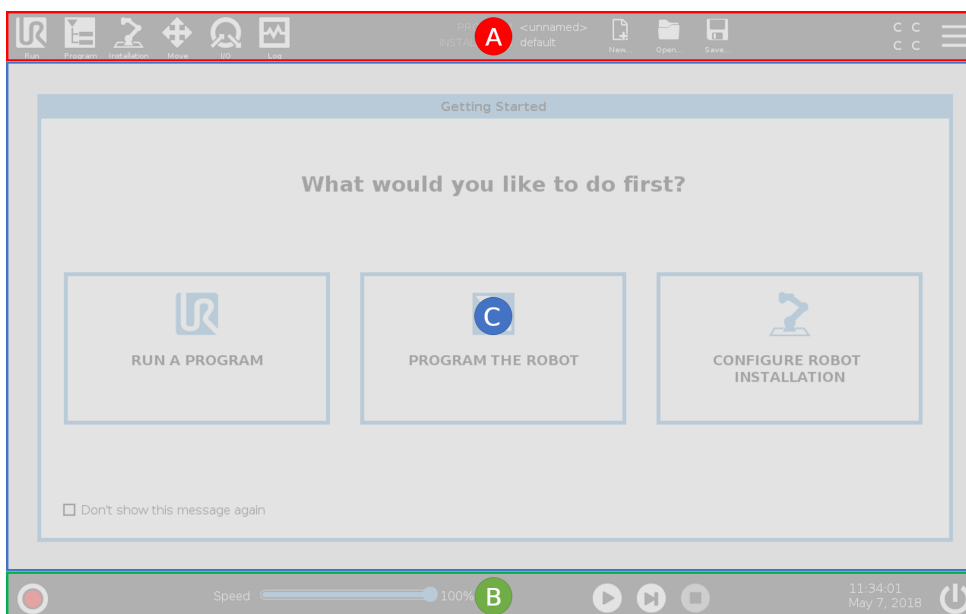 <unnamed>
A
default
C C
C C
Run
Program
Installation
Move
I/O
Log
New...
Open...
Save...
Getting Started
What would you like to do first?
C
RUN A PROGRAM
PROGRAM THE ROBOT
CONFIGURE ROBOT
INSTALLATION
Don't show this message again
Speed
100%
B
11:34:01
May 7, 2018